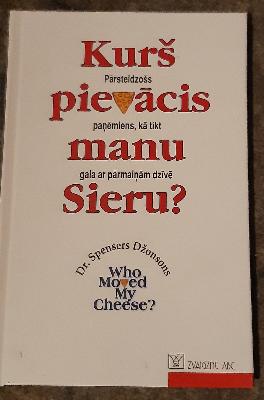 Kurš
Pārsteidzošs
pievācis
paņēmiens, kā tikt
manu
galā ar pārmaiņām dzīvē
Sieru?
Dr. Spensers Džonsons
Who
Moved
My
Cheese?
ZVAIGZNE ABC